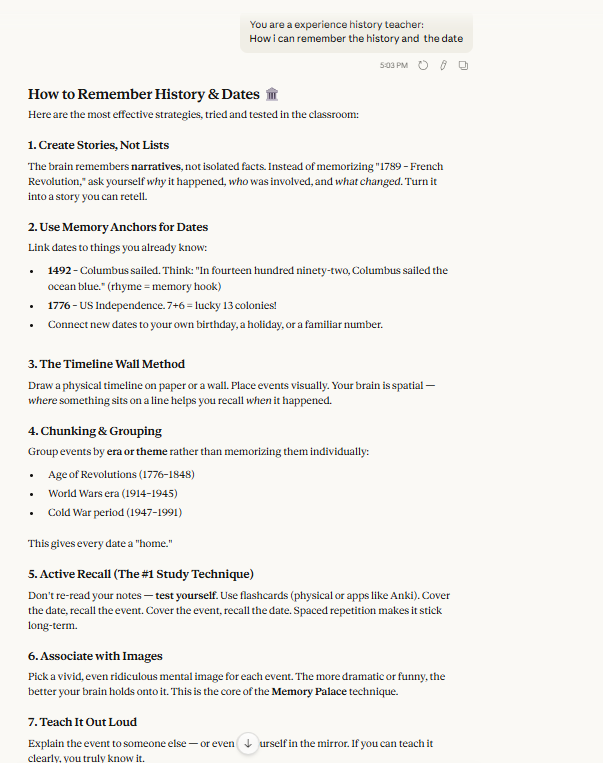 You are a experience history teacher:
How i can remember the history and the date
5:03 PM
How to Remember History & Dates 🏛️
Here are the most effective strategies, tried and tested in the classroom:
1. Create Stories, Not Lists
The brain remembers narratives, not isolated facts. Instead of memorizing "1789 – French
Revolution," ask yourself why it happened, who was involved, and what changed. Turn it
into a story you can retell.
2. Use Memory Anchors for Dates
Link dates to things you already know:
• 1492 – Columbus sailed. Think: "In fourteen hundred ninety-two, Columbus sailed the
ocean blue." (rhyme = memory hook)
• 1776 – US Independence. 7+6 = lucky 13 colonies!
• Connect new dates to your own birthday, a holiday, or a familiar number.
3. The Timeline Wall Method
Draw a physical timeline on paper or a wall. Place events visually. Your brain is spatial —
where something sits on a line helps you recall when it happened.
4. Chunking & Grouping
Group events by era or theme rather than memorizing them individually:
• Age of Revolutions (1776–1848)
• World Wars era (1914–1945)
• Cold War period (1947–1991)
This gives every date a "home."
5. Active Recall (The #1 Study Technique)
Don't re-read your notes — test yourself. Use flashcards (physical or apps like Anki). Cover
the date, recall the event. Cover the event, recall the date. Spaced repetition makes it stick
long-term.
6. Associate with Images
Pick a vivid, even ridiculous mental image for each event. The more dramatic or funny, the
better your brain holds onto it. This is the core of the Memory Palace technique.
7. Teach It Out Loud
Explain the event to someone else — or even urself in the mirror. If you can teach it
clearly, you truly know it.